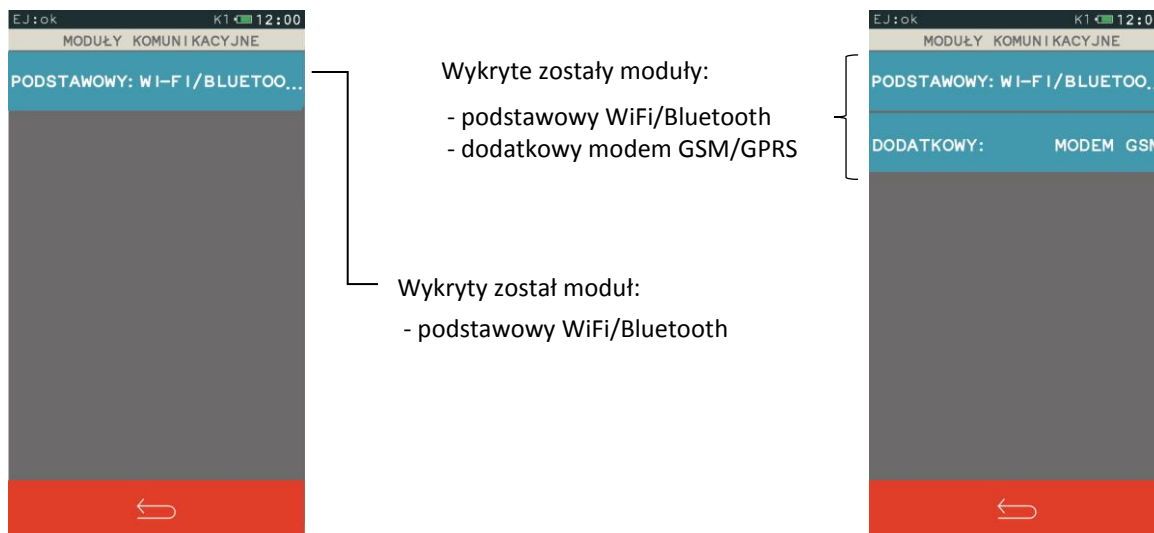 EJ:ok K1 12:00
MODUŁY KOMUNIKACYJNE
PODSTAWOWY: WI-FI/BLUETOO...
Wykryte zostały moduły:
- podstawowy WiFi/Bluetooth
- dodatkowy modem GSM/GPRS
Wykryty został moduł:
- podstawowy WiFi/Bluetooth
EJ:ok K1 12:0
MODUŁY KOMUNIKACYJNE
PODSTAWOWY: WI-FI/BLUETOO..
DODATKOWY: MODEM GSM